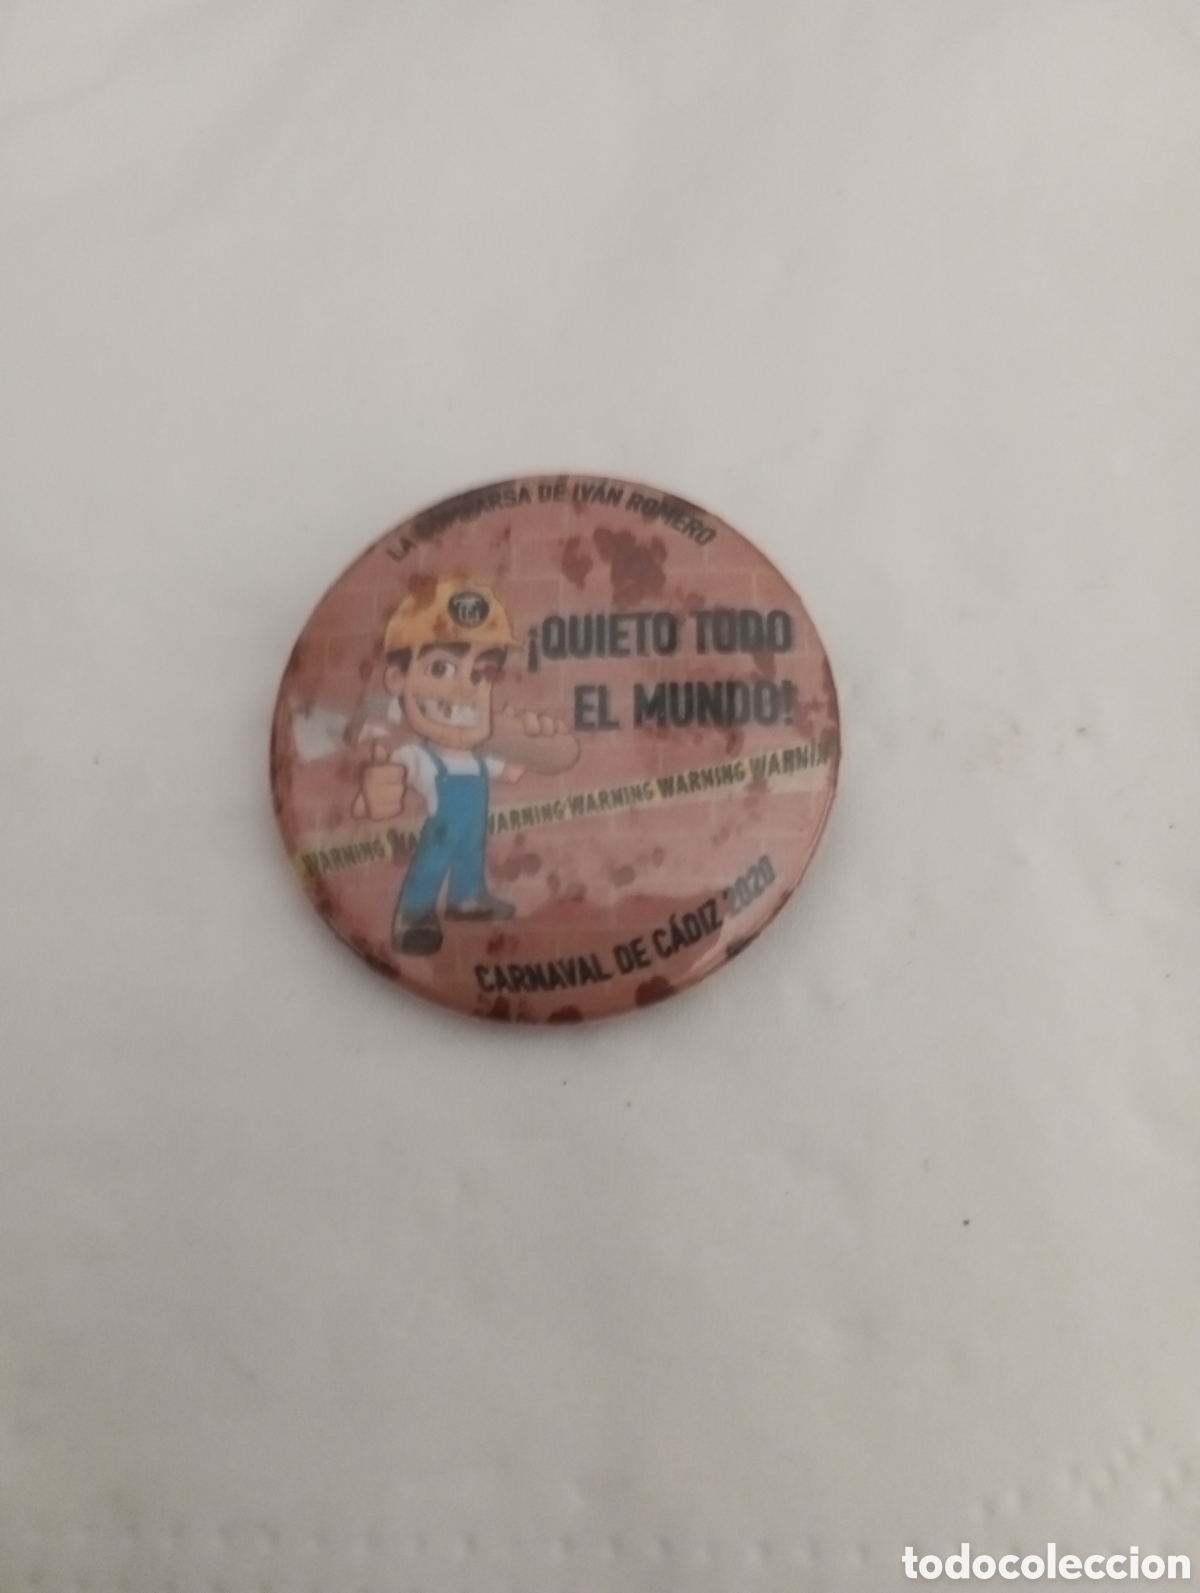 LA COMPARSA DE IVÁN ROMERO
¡QUIETO TODO
EL MUNDO!
WARNING WA WARNING WARNING WARNING WARNIN
CARNAVAL DE CÁDIZ 2020
todocoleccion